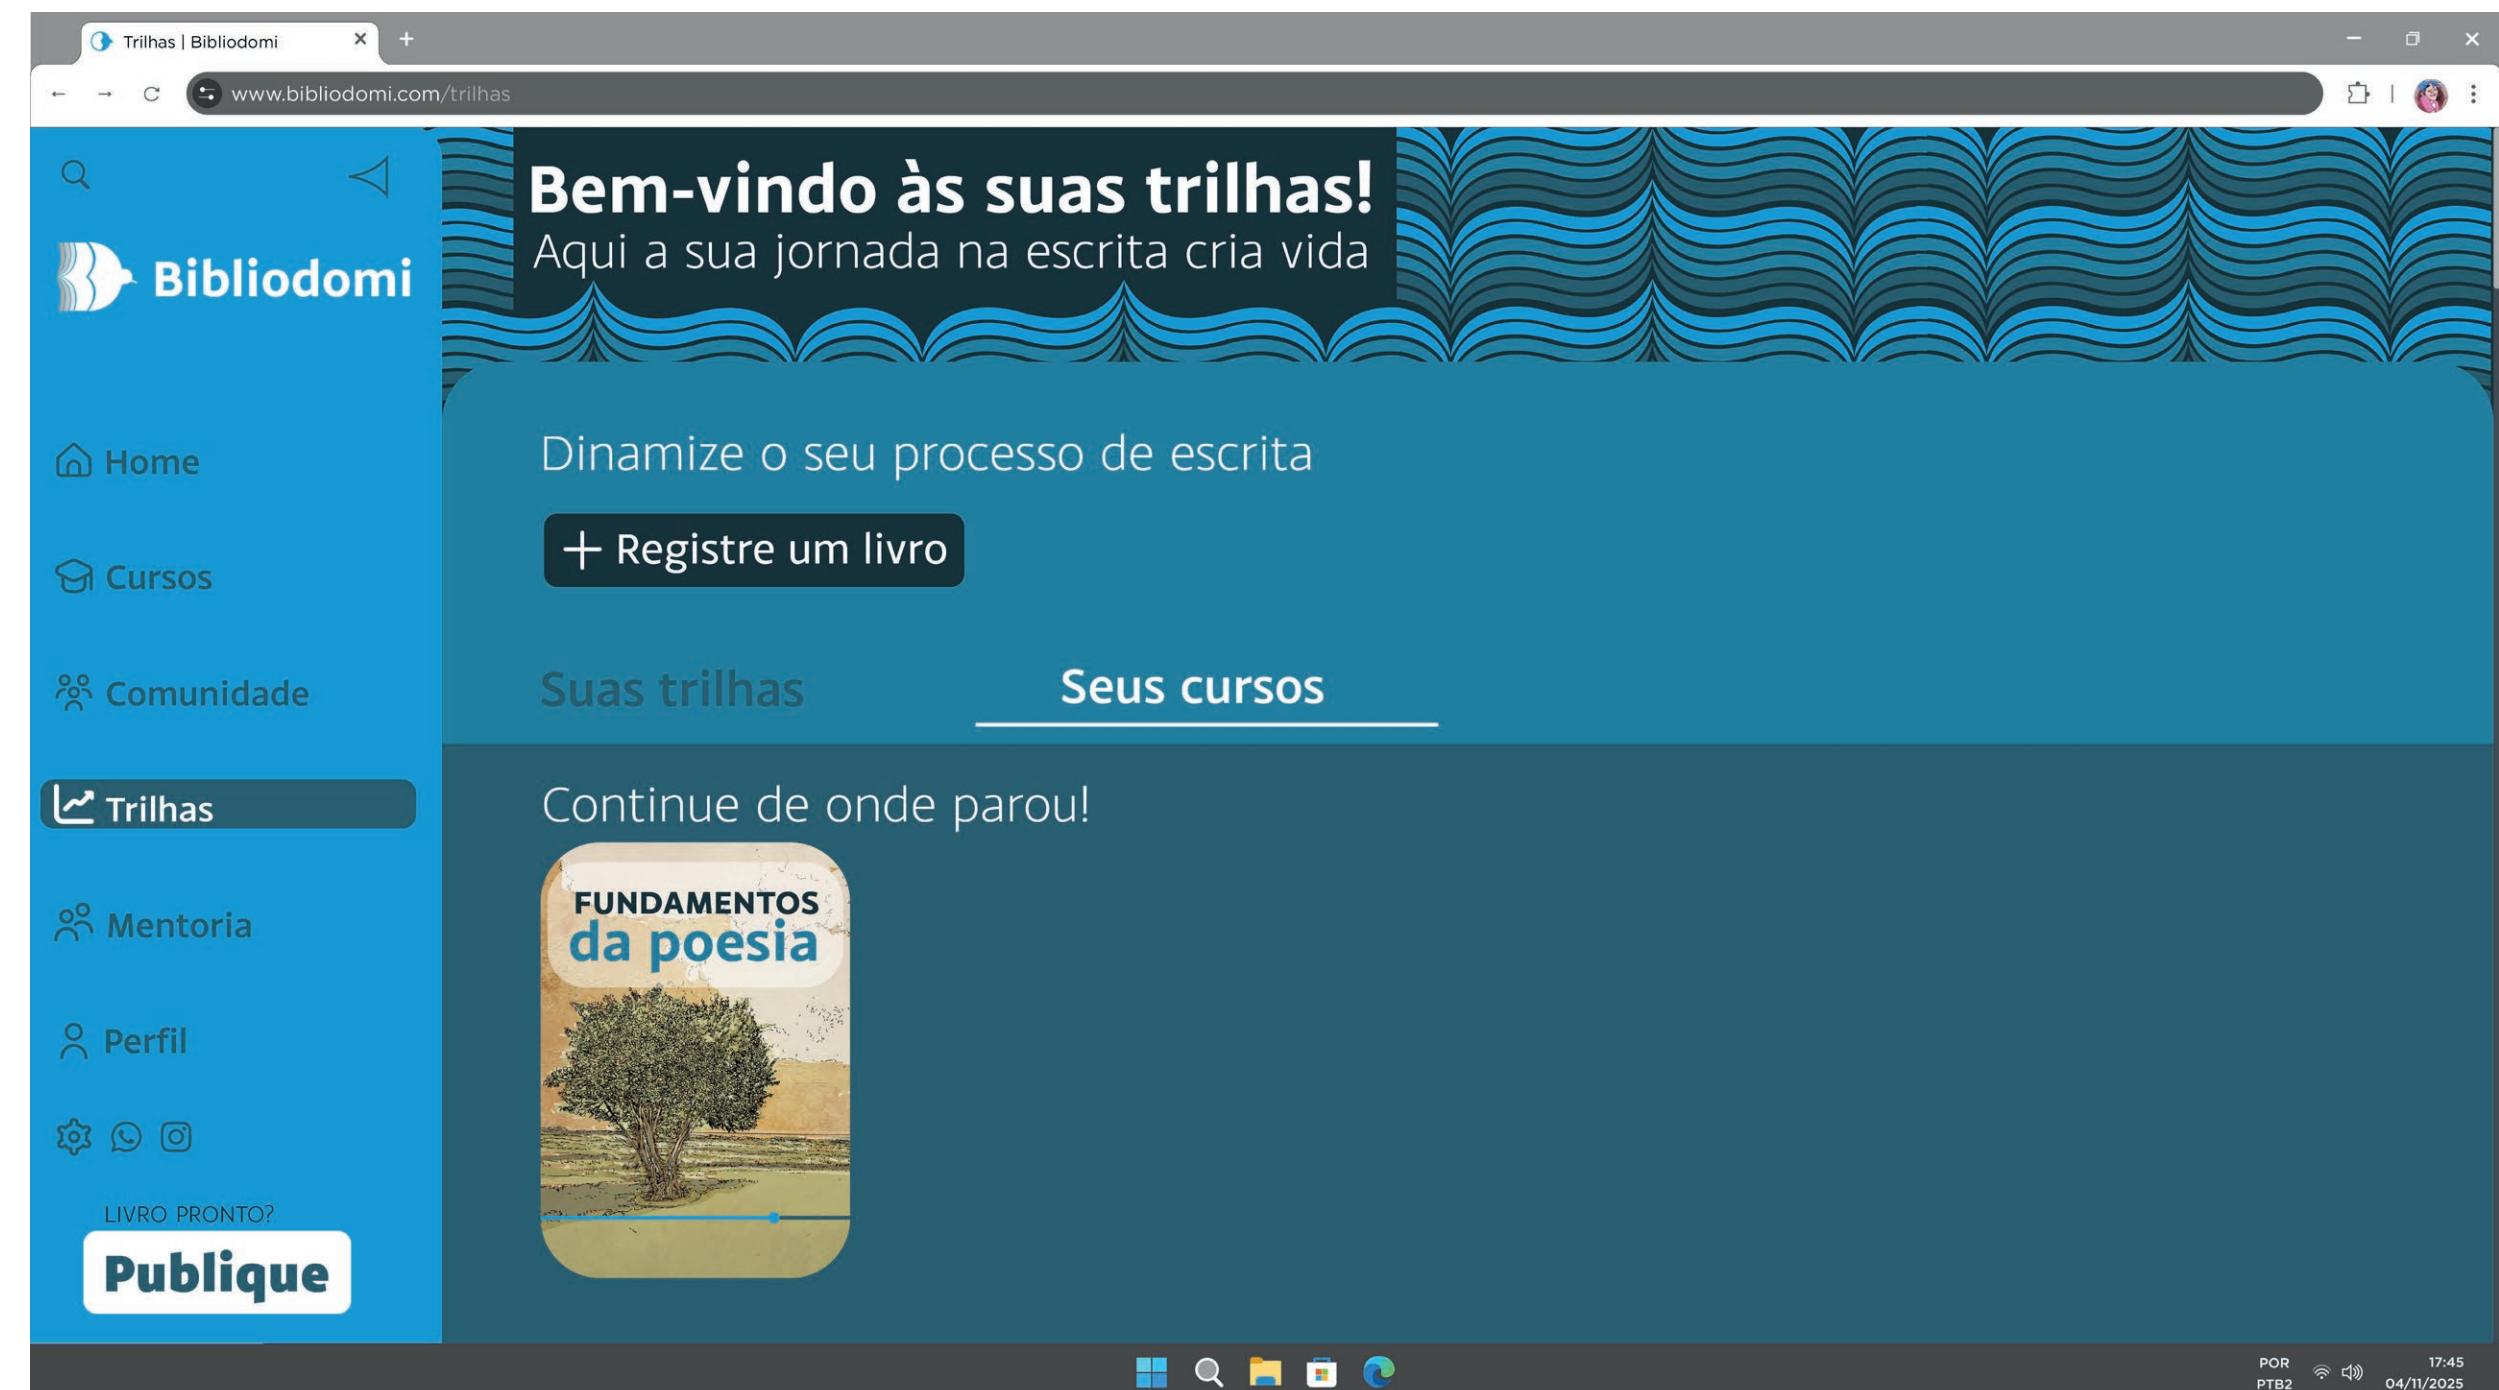 Trilhas | Bibliodomi
www.bibliodomi.com/trilhas
Bibliodomi
Home
Cursos
Comunidade
Trilhas
Mentoria
Perfil
LIVRO PRONTO?
Publique
Bem-vindo às suas trilhas!
Aqui a sua jornada na escrita cria vida
Dinamize o seu processo de escrita
+ Registre um livro
Suas trilhas
Seus cursos
Continue de onde parou!
FUNDAMENTOS
da poesia
POR
PTB2
17:45
04/11/2025